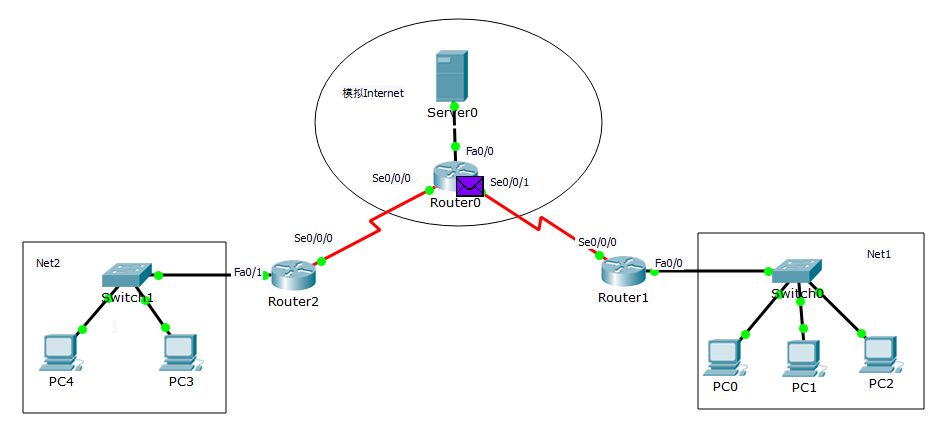 模拟Internet
Server0
Fa0/0
Se0/0/0
Se0/0/1
Router0
Se0/0/0
Se0/0/0
Net2
Fa0/1
Router2
Switch1
PC4
PC3
Net1
Fa0/0
Router1
Switch0
PC0
PC1
PC2